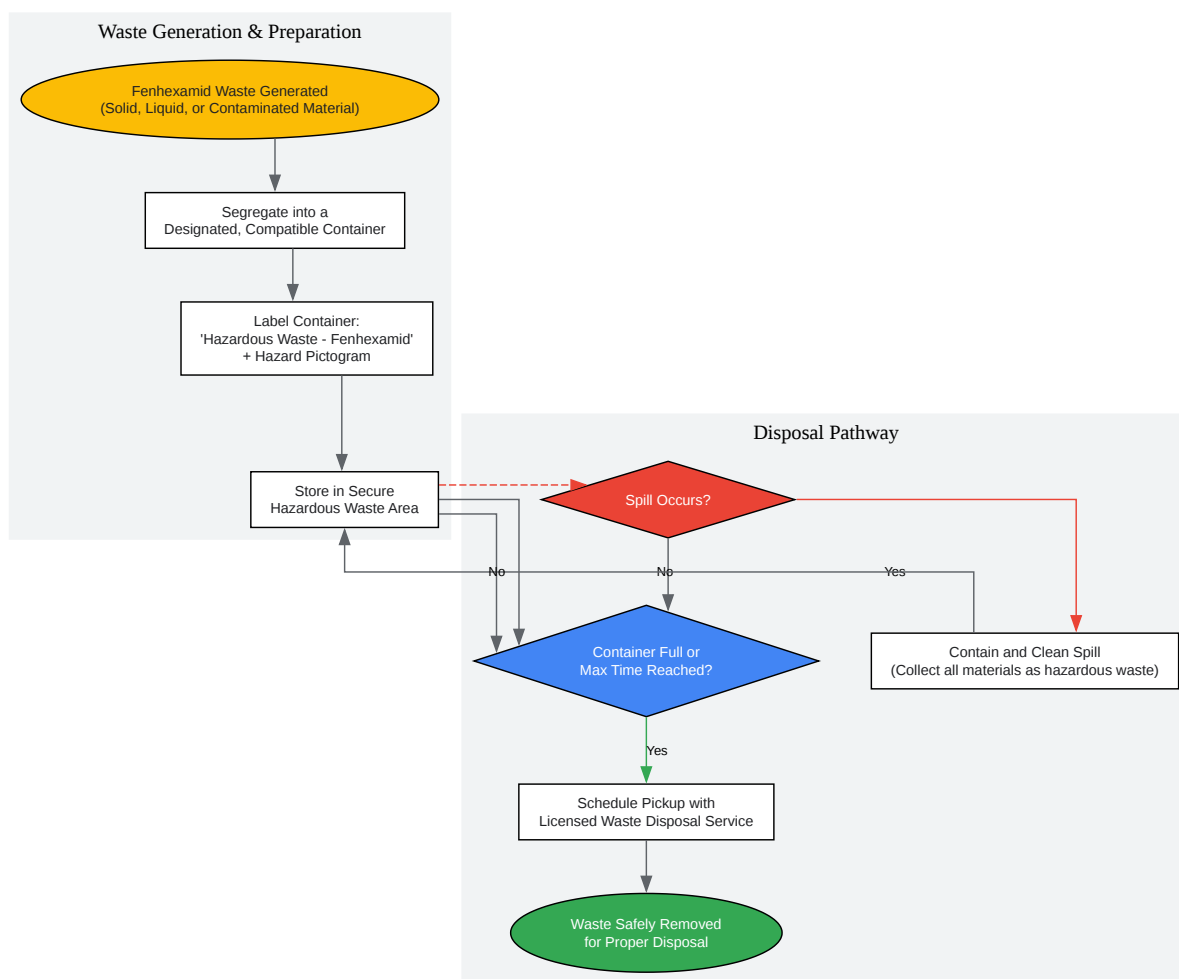 Waste Generation & Preparation
Fenhexamid Waste Generated
(Solid, Liquid, or Contaminated Material)
Segregate into a
Designated, Compatible Container
Label Container:
'Hazardous Waste - Fenhexamid'
+ Hazard Pictogram
Store in Secure
Hazardous Waste Area
Disposal Pathway
Spill Occurs?
No
No
Yes
Container Full or
Max Time Reached?
Contain and Clean Spill
(Collect all materials as hazardous waste)
Yes
Schedule Pickup with
Licensed Waste Disposal Service
Waste Safely Removed
for Proper Disposal